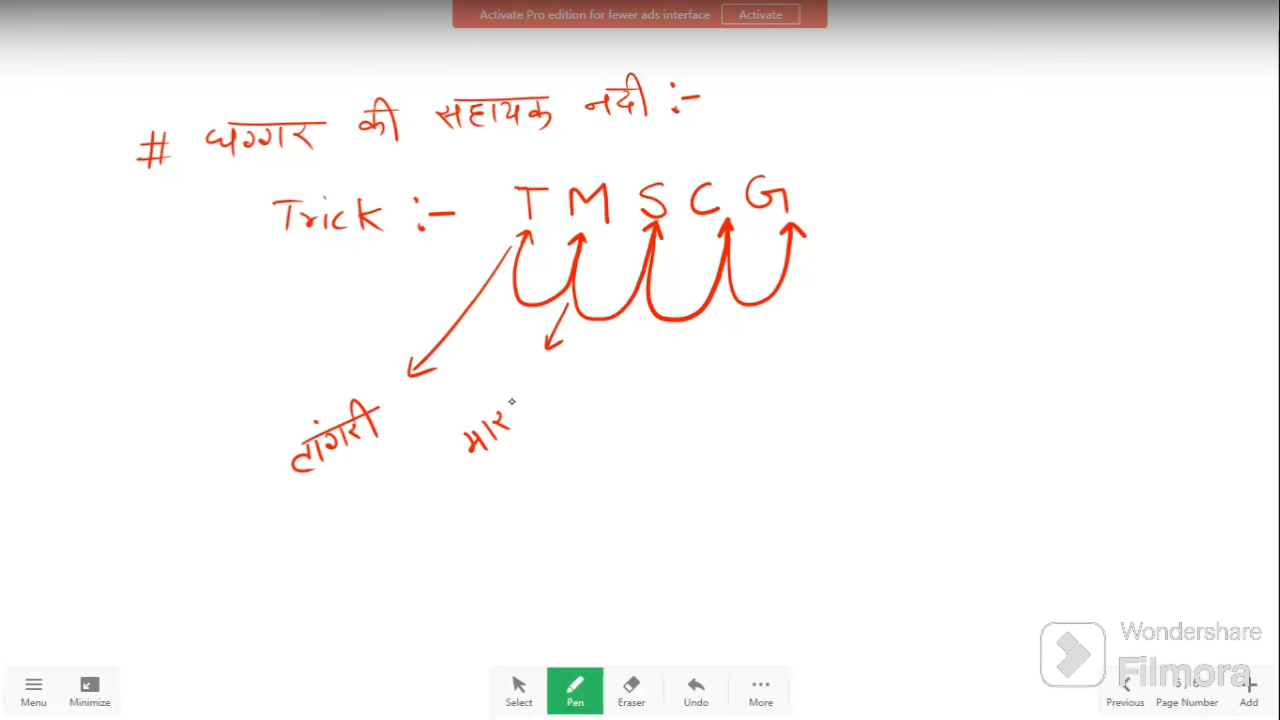 Activate Pro edition for fewer ads interface Activate
# घग्गर की सहायक नदी :-
Trick :- T M S C G
टांगरी मार
Wondershare
Filmora
Menu Minimize Select Pen Eraser Undo More Previous Page Number Add